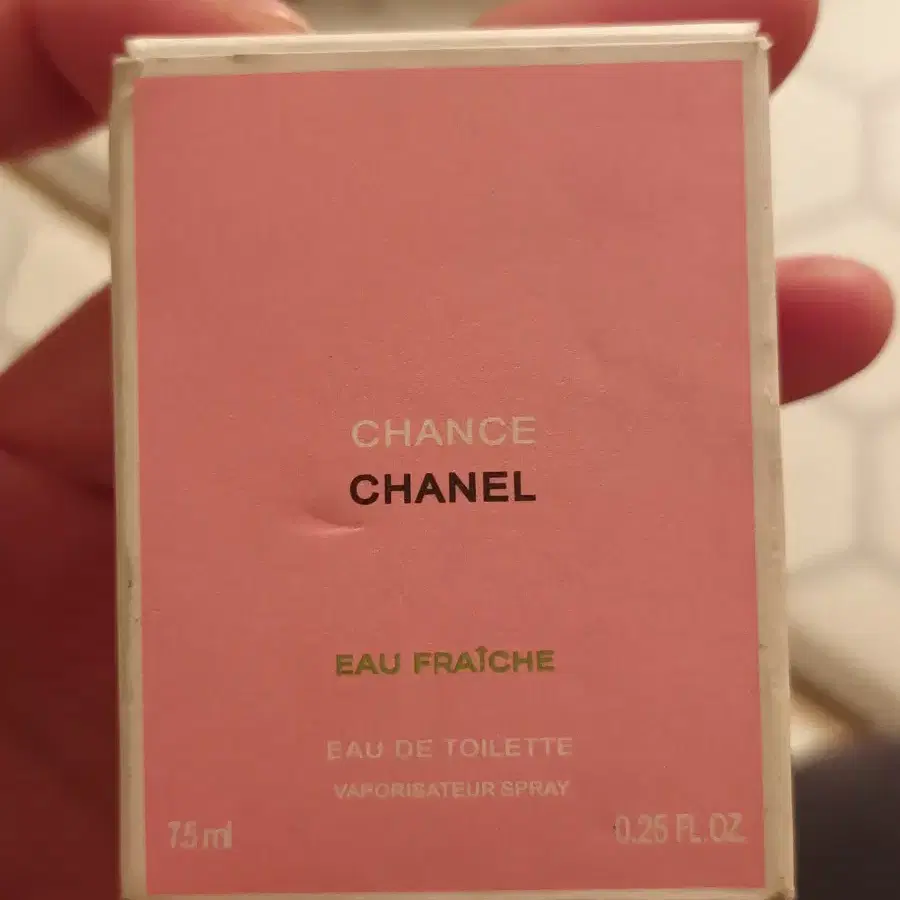 CHANCE
CHANEL
EAU FRAÎCHE
EAU DE TOILETTE
VAPORISATEUR SPRAY
7.5 ml
0.25 FL. OZ.